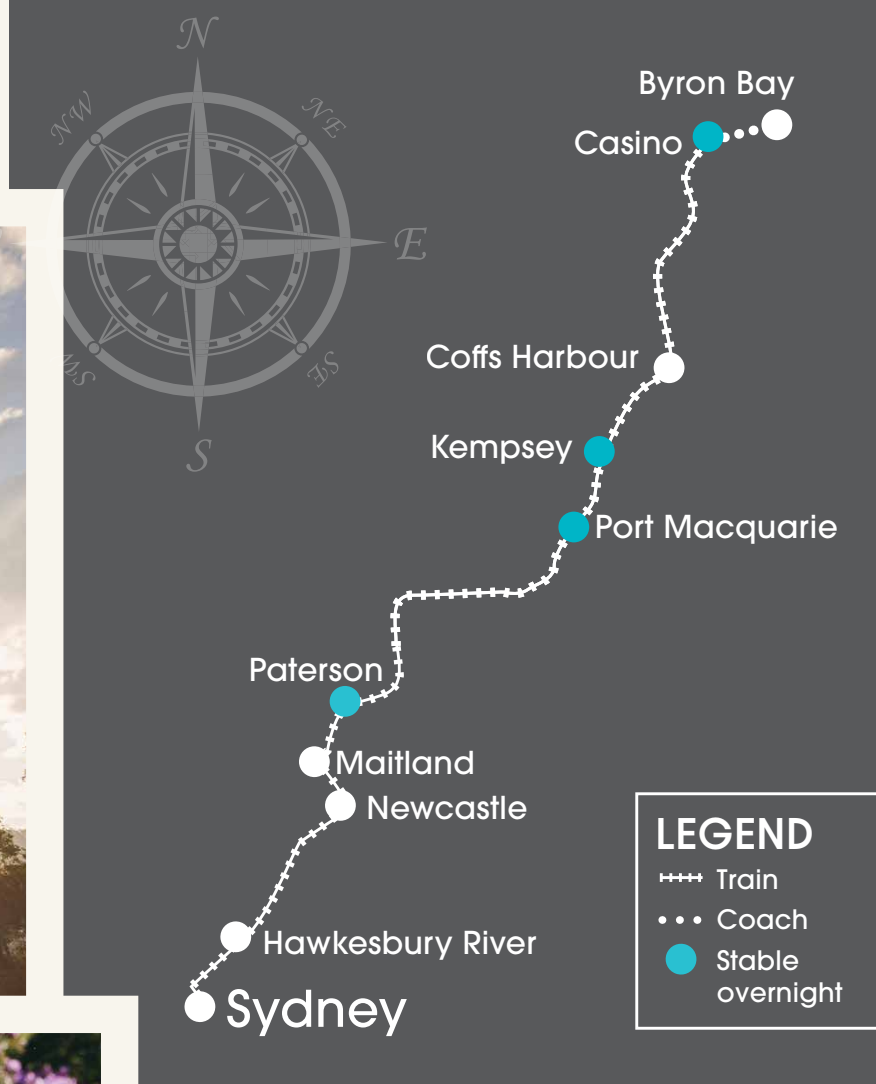 N
NW
NE
E
SW
SE
S
Byron Bay
Casino
Coffs Harbour
Kempsey
Port Macquarie
Paterson
Maitland
Newcastle
Hawkesbury River
Sydney
LEGEND
Train
Coach
Stable
overnight